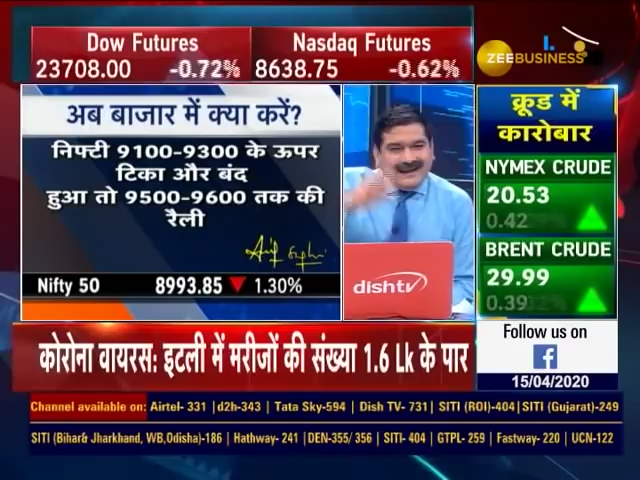 Dow Futures
23708.00 -0.72%
Nasdaq Futures
8638.75 -0.62%
ZEE BUSINESS
अब बाजार में क्या करें?
निफ्टी 9100-9300 के ऊपर
टिका और बंद
हुआ तो 9500-9600 तक की
रैली
Nifty 50 8993.85 1.30%
dishtv
क्रूड में
कारोबार
NYMEX CRUDE
20.53
0.42
BRENT CRUDE
29.99
0.39
Follow us on
15/04/2020
कोरोना वायरस: इटली में मरीजों की संख्या 1.6 Lk के पार
Channel available on: Airtel- 331 |d2h-343 | Tata Sky-594 | Dish TV- 731| SITI (ROI)-404| SITI (Gujarat)-249
SITI (Bihar& Jharkhand, WB,Odisha)-186 | Hathway- 241 |DEN-355/ 356 | SITI- 404 | GTPL- 259 | Fastway- 220 | UCN-122